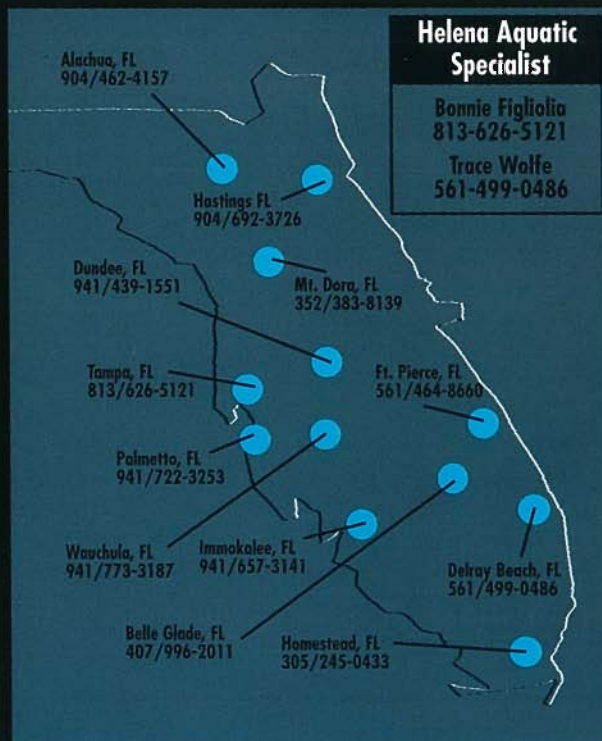 Helena Aquatic
Specialist
Bonnie Figliolia
813-626-5121
Trace Wolfe
561-499-0486
Alachua, FL
904/462-4157
Hastings FL
904/692-3726
Dundee, FL
941/439-1551
Mt. Dora, FL
352/383-8139
Tampa, FL
813/626-5121
Ft. Pierce, FL
561/464-8660
Palmetto, FL
941/722-3253
Wauchula, FL
941/773-3187
Immokalee, FL
941/657-3141
Delray Beach, FL
561/499-0486
Belle Glade, FL
407/996-2011
Homestead, FL
305/245-0433